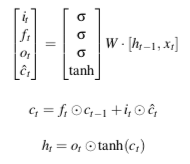 [i_t f_t o_t ĉ_t] = [σ σ σ tanh] W · [h_{t−1}, x_t]
c_t = f_t ⊙ c_{t−1} + i_t ⊙ ĉ_t
h_t = o_t ⊙ tanh(c_t)